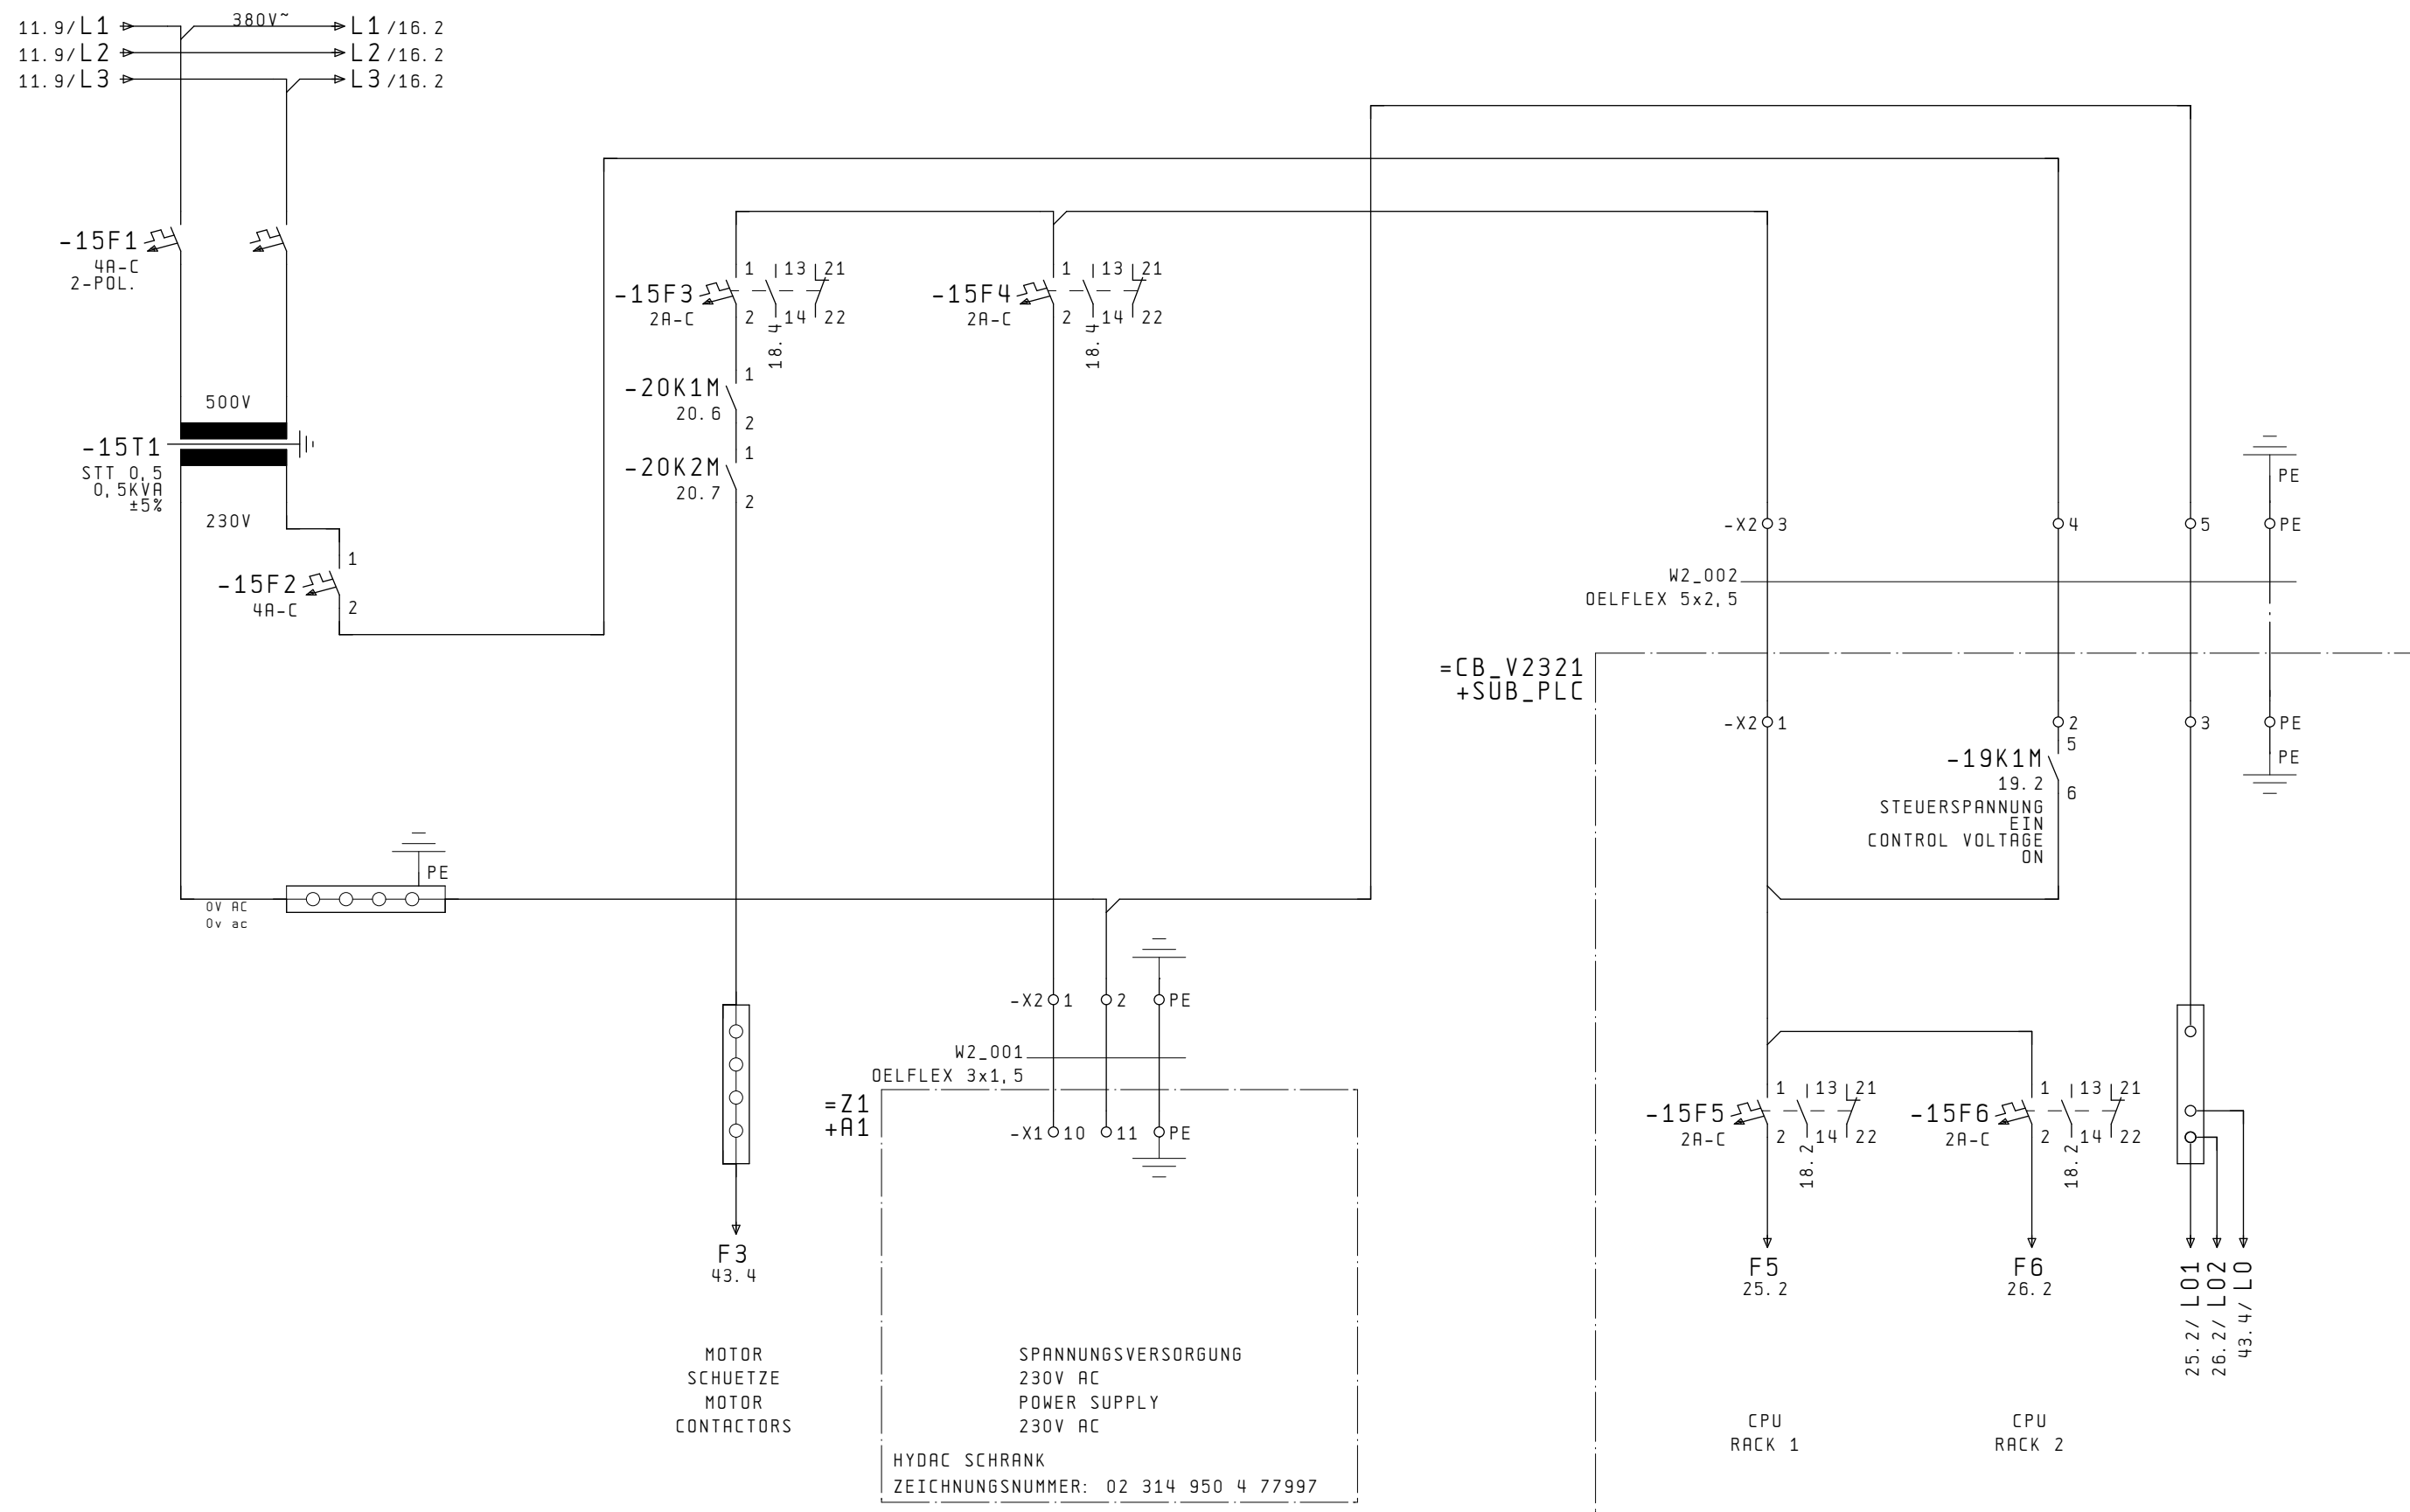 11.9/L1
380V~
L1/16.2
11.9/L2
L2/16.2
11.9/L3
L3/16.2
-15F1
4A-C
2-POL.
-15F3
2A-C
1 13 21
2 14 22
18.4
-15F4
2A-C
1 13 21
2 14 22
18.4
-20K1M
20.6
1
2
-20K2M
20.7
1
2
500V
-15T1
STT 0,5
0,5KVA
±5%
230V
-15F2
4A-C
1
2
PE
-X2 3
4
5
PE
W2_002
OELFLEX 5x2,5
=CB_V2321
+SUB_PLC
-X2 1
2
3
PE
PE
-19K1M
19.2
5
6
STEUERSPANNUNG
EIN
CONTROL VOLTAGE
ON
PE
0V AC
0v ac
-X2 1
2
PE
W2_001
OELFLEX 3x1,5
=Z1
+A1
-X1 10
11
PE
-15F5
2A-C
1 13 21
2 14 22
18.2
-15F6
2A-C
1 13 21
2 14 22
18.2
F3
43.4
F5
25.2
F6
26.2
25.2/ L01
26.2/ L02
43.4/ L0
MOTOR
SCHUETZE
MOTOR
CONTACTORS
SPANNUNGSVERSORGUNG
230V AC
POWER SUPPLY
230V AC
HYDAC SCHRANK
ZEICHNUNGSNUMMER: 02 314 950 4 77997
CPU
RACK 1
CPU
RACK 2